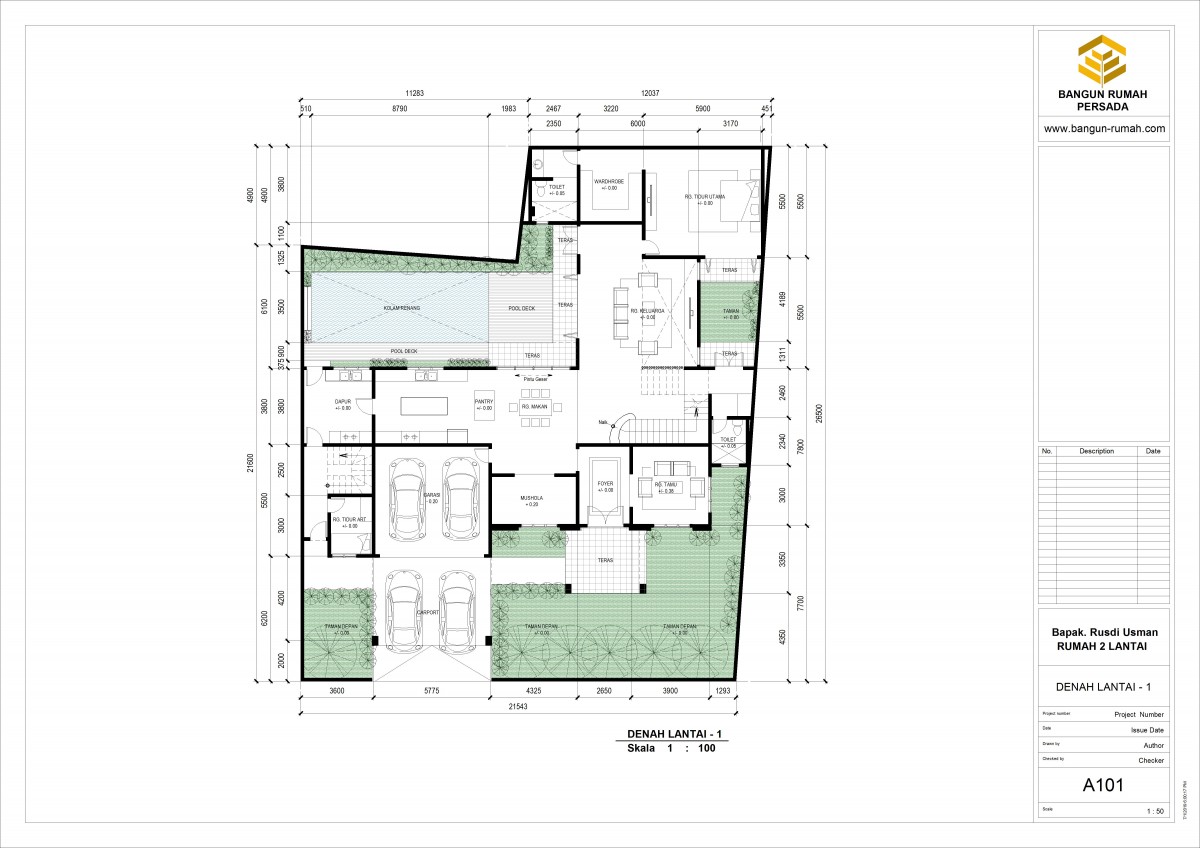 BANGUN RUMAH
PERSADA
www.bangun-rumah.com
11283
12037
510
8790
1983
2467
3220
5900
451
2350
6000
3170
4900
4900
3800
1100
1325
6100
3500
900
375
3800
3800
21600
2500
5500
3000
4200
6200
2000
5500
5500
4189
5500
1311
2460
26500
2340
7800
3000
3350
7700
4350
TOILET
+/- 0.05
WARDHROBE
+/- 0.00
RG. TIDUR UTAMA
+/- 0.00
TERAS
TERAS
KOLAM RENANG
POOL DECK
TERAS
RG. KELUARGA
+/- 0.00
TAMAN
+/- 0.00
POOL DECK
TERAS
TERAS
Pintu Geser
DAPUR
+/- 0.00
PANTRY
+/- 0.00
RG. MAKAN
Naik
TOILET
+/- 0.05
GARASI
- 0.20
MUSHOLA
+ 0.20
FOYER
+/- 0.00
RG. TAMU
+/- 0.38
RG. TIDUR ART
+/- 0.00
TERAS
CARPORT
TAMAN DEPAN
+/- 0.00
TAMAN DEPAN
+/- 0.00
TAMAN DEPAN
+/- 0.00
3600
5775
4325
2650
3900
1293
21543
DENAH LANTAI - 1
Skala 1 : 100
No.
Description
Date
Bapak. Rusdi Usman
RUMAH 2 LANTAI
DENAH LANTAI - 1
Project number
Project Number
Date
Issue Date
Drawn by
Author
Checked by
Checker
A101
Scale
1 : 50